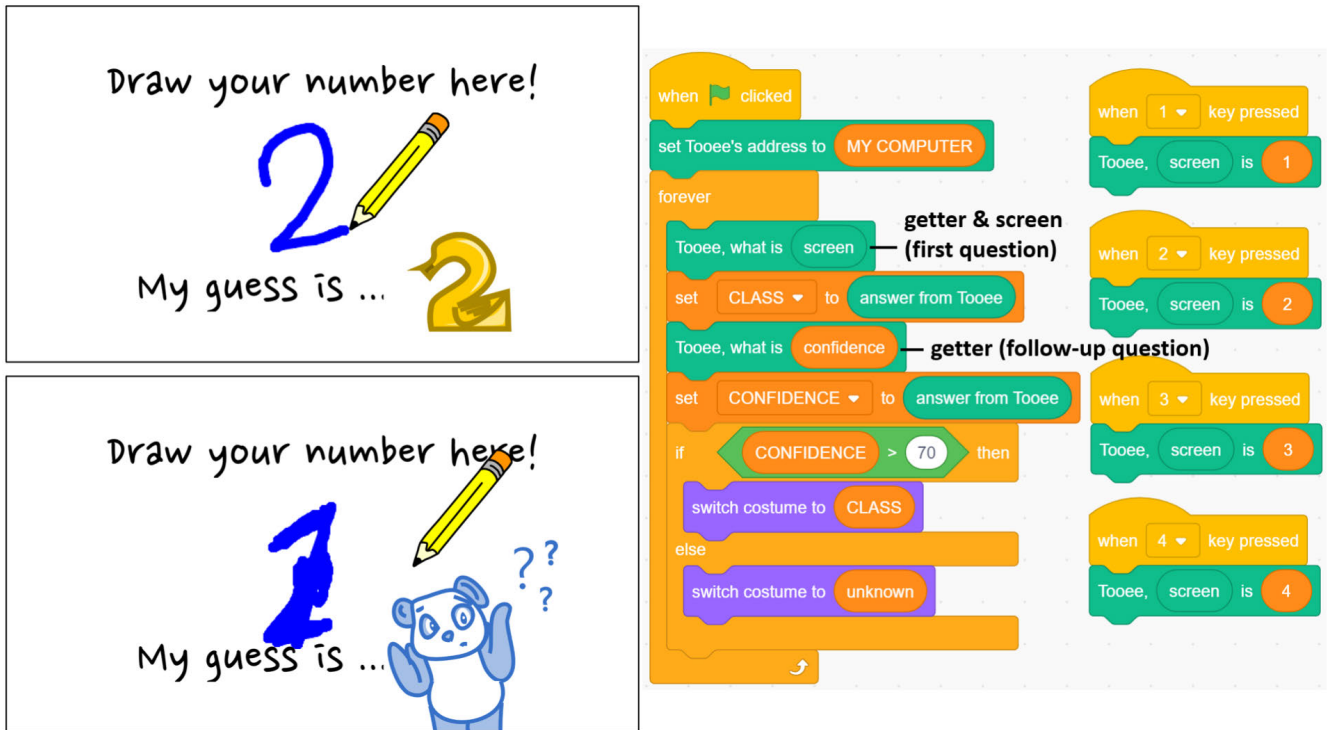 Draw your number here!
2
My guess is ... 2
Draw your number here!
My guess is ...
? ? ?
when clicked
set Tooee's address to MY COMPUTER
forever
Tooee, what is screen
getter & screen
(first question)
set CLASS to answer from Tooee
Tooee, what is confidence
getter (follow-up question)
set CONFIDENCE to answer from Tooee
if CONFIDENCE > 70 then
switch costume to CLASS
else
switch costume to unknown
when 1 key pressed
Tooee, screen is 1
when 2 key pressed
Tooee, screen is 2
when 3 key pressed
Tooee, screen is 3
when 4 key pressed
Tooee, screen is 4